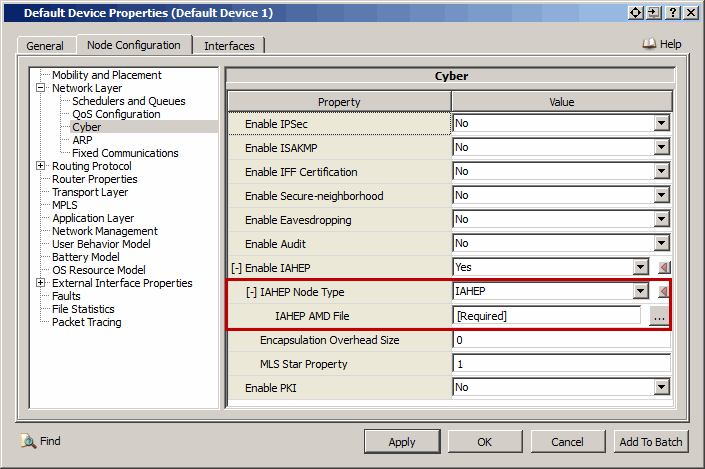 Default Device Properties (Default Device 1)
General
Node Configuration
Interfaces
Help
Mobility and Placement
Network Layer
Schedulers and Queues
QoS Configuration
Cyber
ARP
Fixed Communications
Routing Protocol
Router Properties
Transport Layer
MPLS
Application Layer
Network Management
User Behavior Model
Battery Model
OS Resource Model
External Interface Properties
Faults
File Statistics
Packet Tracing
Cyber
Property Value
Enable IPSec No
Enable ISAKMP No
Enable IFF Certification No
Enable Secure-neighborhood No
Enable Eavesdropping No
Enable Audit No
[-] Enable IAHEP Yes
[-] IAHEP Node Type IAHEP
IAHEP AMD File [Required] ...
Encapsulation Overhead Size 0
MLS Star Property 1
Enable PKI No
Find
Apply
OK
Cancel
Add To Batch